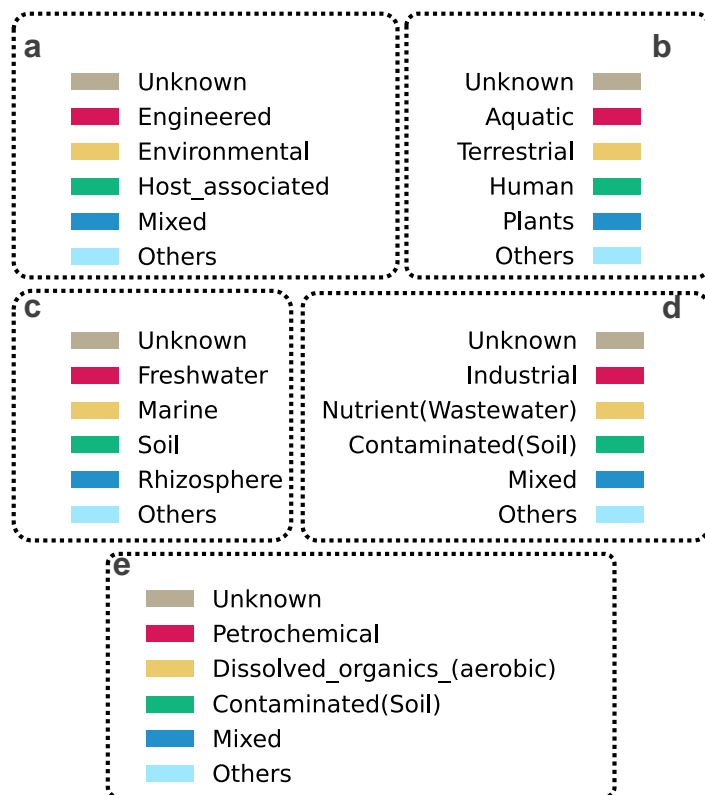 a
Unknown
Engineered
Environmental
Host_associated
Mixed
Others
b
Unknown
Aquatic
Terrestrial
Human
Plants
Others
c
Unknown
Freshwater
Marine
Soil
Rhizosphere
Others
d
Unknown
Industrial
Nutrient(Wastewater)
Contaminated(Soil)
Mixed
Others
e
Unknown
Petrochemical
Dissolved_organics_(aerobic)
Contaminated(Soil)
Mixed
Others